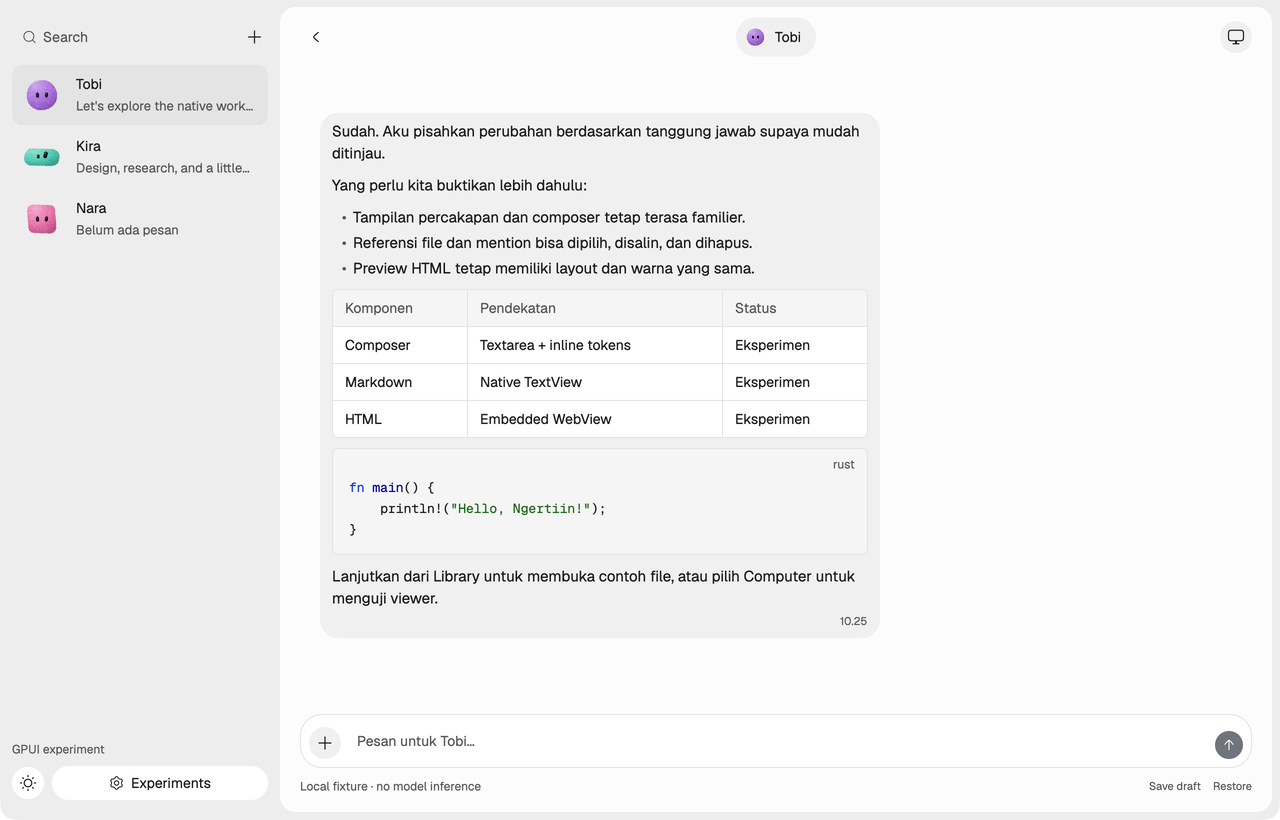 Search
Tobi
Let's explore the native work…
Kira
Design, research, and a little…
Nara
Belum ada pesan
GPUI experiment
Experiments
Tobi
Sudah. Aku pisahkan perubahan berdasarkan tanggung jawab supaya mudah
ditinjau.
Yang perlu kita buktikan lebih dahulu:
• Tampilan percakapan dan composer tetap terasa familier.
• Referensi file dan mention bisa dipilih, disalin, dan dihapus.
• Preview HTML tetap memiliki layout dan warna yang sama.
Komponen Pendekatan Status
Composer Textarea + inline tokens Eksperimen
Markdown Native TextView Eksperimen
HTML Embedded WebView Eksperimen
rust
fn main() {
    println!("Hello, Ngertiin!");
}
Lanjutkan dari Library untuk membuka contoh file, atau pilih Computer untuk
menguji viewer.
10.25
Pesan untuk Tobi…
Local fixture · no model inference
Save draft Restore